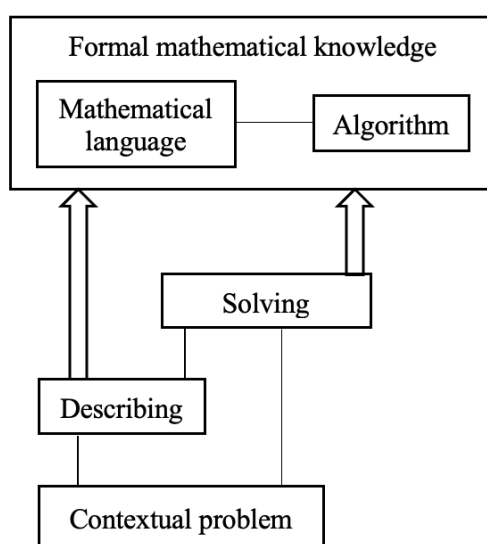 Formal mathematical knowledge
Mathematical
language
Algorithm
Solving
Describing
Contextual problem